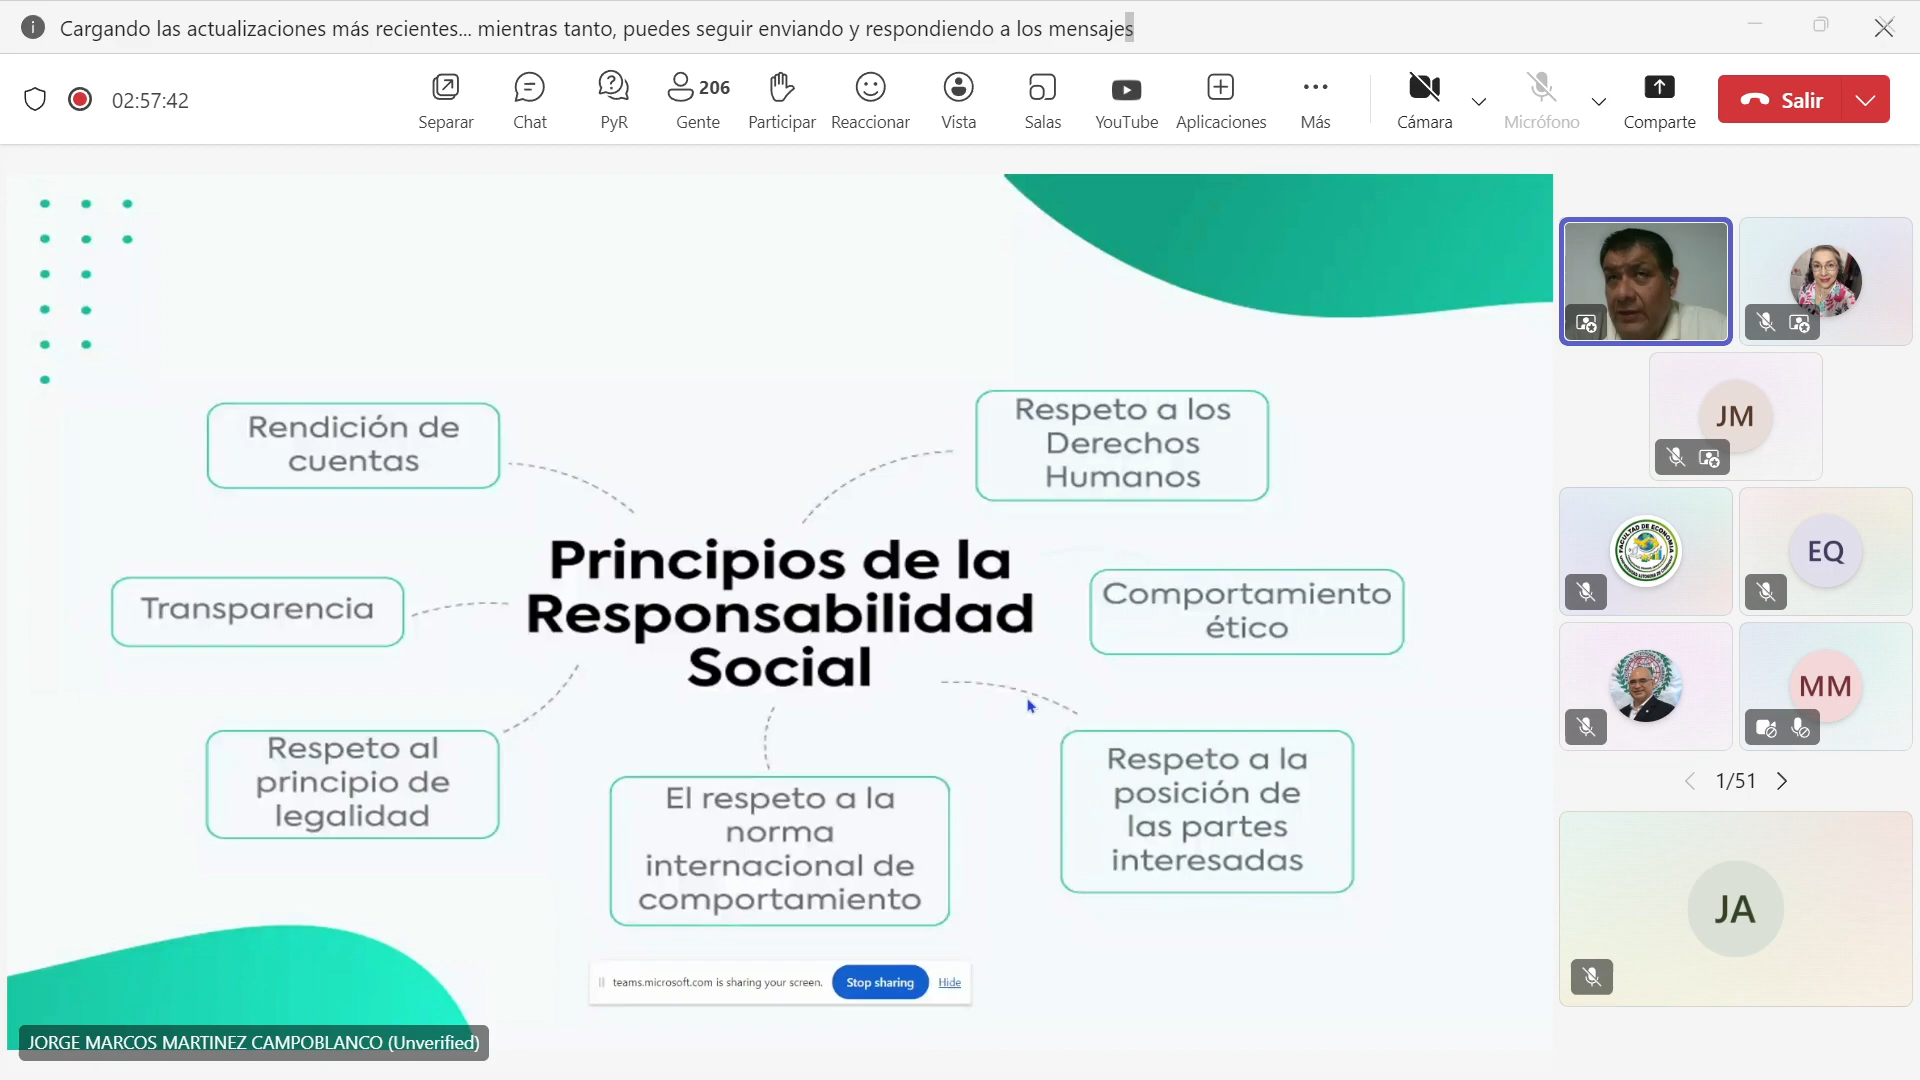 Cargando las actualizaciones más recientes... mientras tanto, puedes seguir enviando y respondiendo a los mensajes
02:57:42
Separar
Chat
PyR
206
Gente
Participar
Reaccionar
Vista
Salas
YouTube
Aplicaciones
Más
Cámara
Micrófono
Comparte
Salir
Rendición de
cuentas
Respeto a los
Derechos
Humanos
Transparencia
Principios de la
Responsabilidad
Social
Comportamiento
ético
Respeto al
principio de
legalidad
El respeto a la
norma
internacional de
comportamiento
Respeto a la
posición de
las partes
interesadas
teams.microsoft.com is sharing your screen.
Stop sharing
Hide
JORGE MARCOS MARTINEZ CAMPOBLANCO (Unverified)
JM
FACULTAD DE ECONOMIA
EQ
MM
1/51
JA